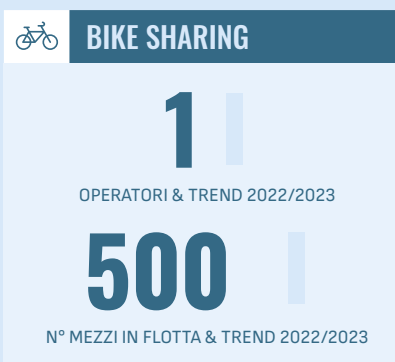 BIKE SHARING
1
OPERATORI & TREND 2022/2023
500
N° MEZZI IN FLOTTA & TREND 2022/2023